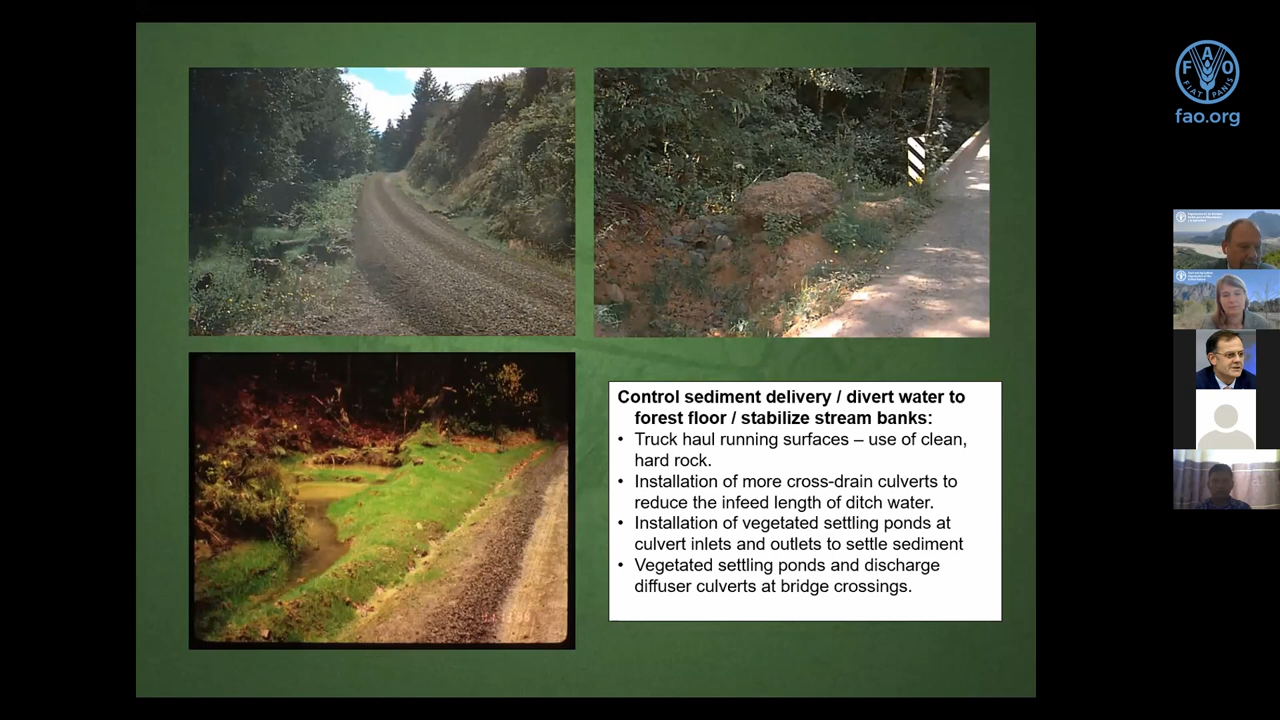 FAO
FIAT PANIS
fao.org
Control sediment delivery / divert water to
forest floor / stabilize stream banks:
• Truck haul running surfaces – use of clean,
hard rock.
• Installation of more cross-drain culverts to
reduce the infeed length of ditch water.
• Installation of vegetated settling ponds at
culvert inlets and outlets to settle sediment
• Vegetated settling ponds and discharge
diffuser culverts at bridge crossings.